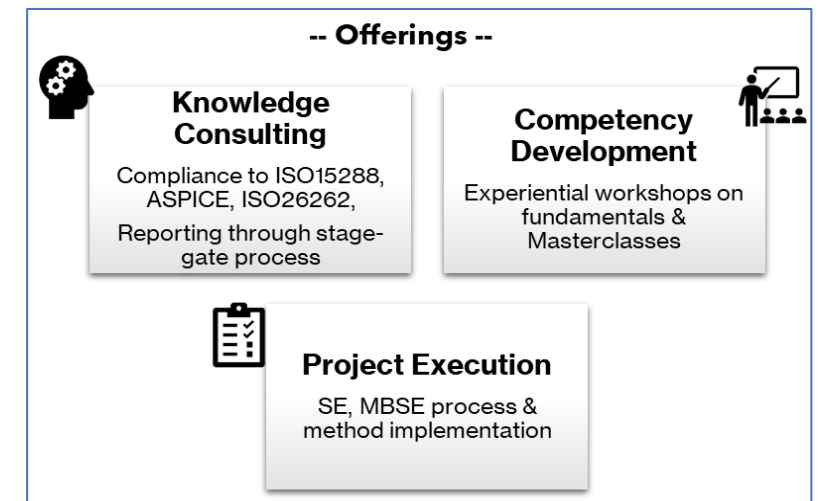 -- Offerings --
Knowledge
Consulting
Compliance to ISO15288,
ASPICE, ISO26262,
Reporting through stage-
gate process
Competency
Development
Experiential workshops on
fundamentals &
Masterclasses
Project Execution
SE, MBSE process &
method implementation